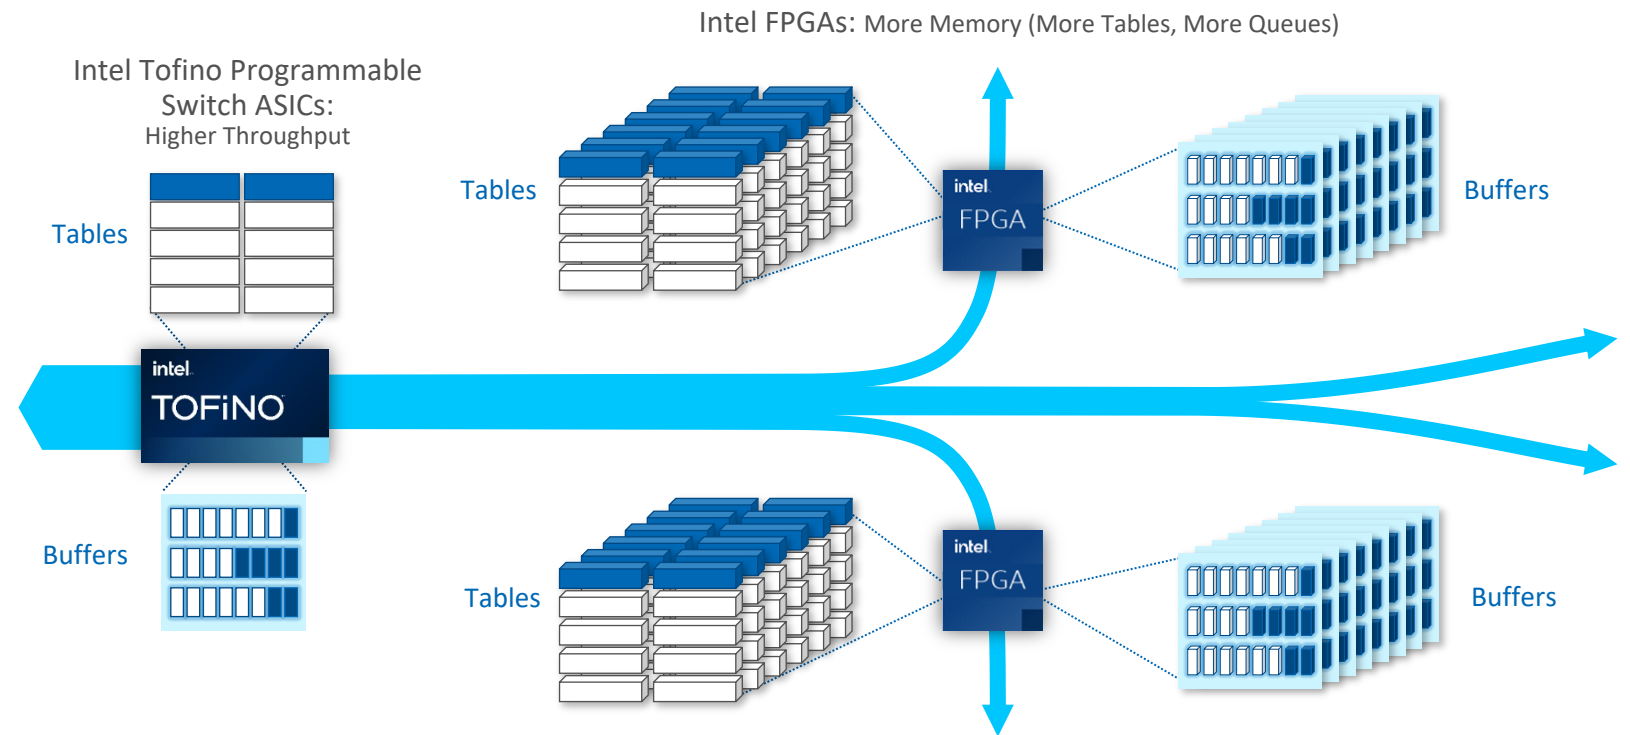 Intel FPGAs: More Memory (More Tables, More Queues)
Intel Tofino Programmable
Switch ASICs:
Higher Throughput
Tables
Tables
intel.
FPGA
Buffers
intel.
TOFiNO
Buffers
Tables
intel.
FPGA
Buffers